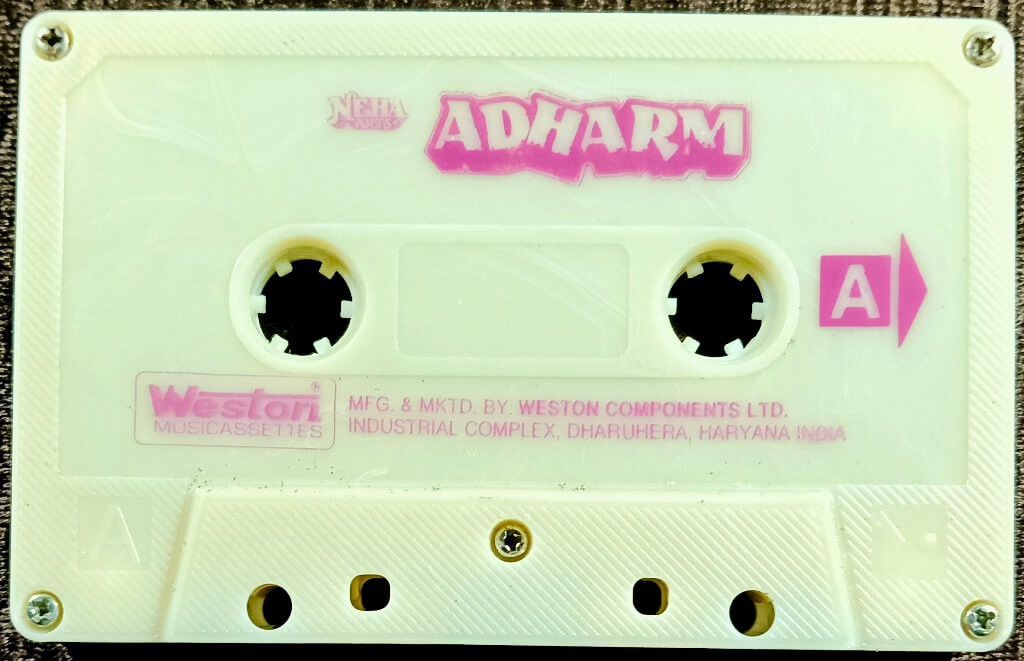 NEHA
ARTS
ADHARM
A
Weston®
MUSICASSETTES
MFG. & MKTD. BY: WESTON COMPONENTS LTD.
INDUSTRIAL COMPLEX, DHARUHERA, HARYANA INDIA
A